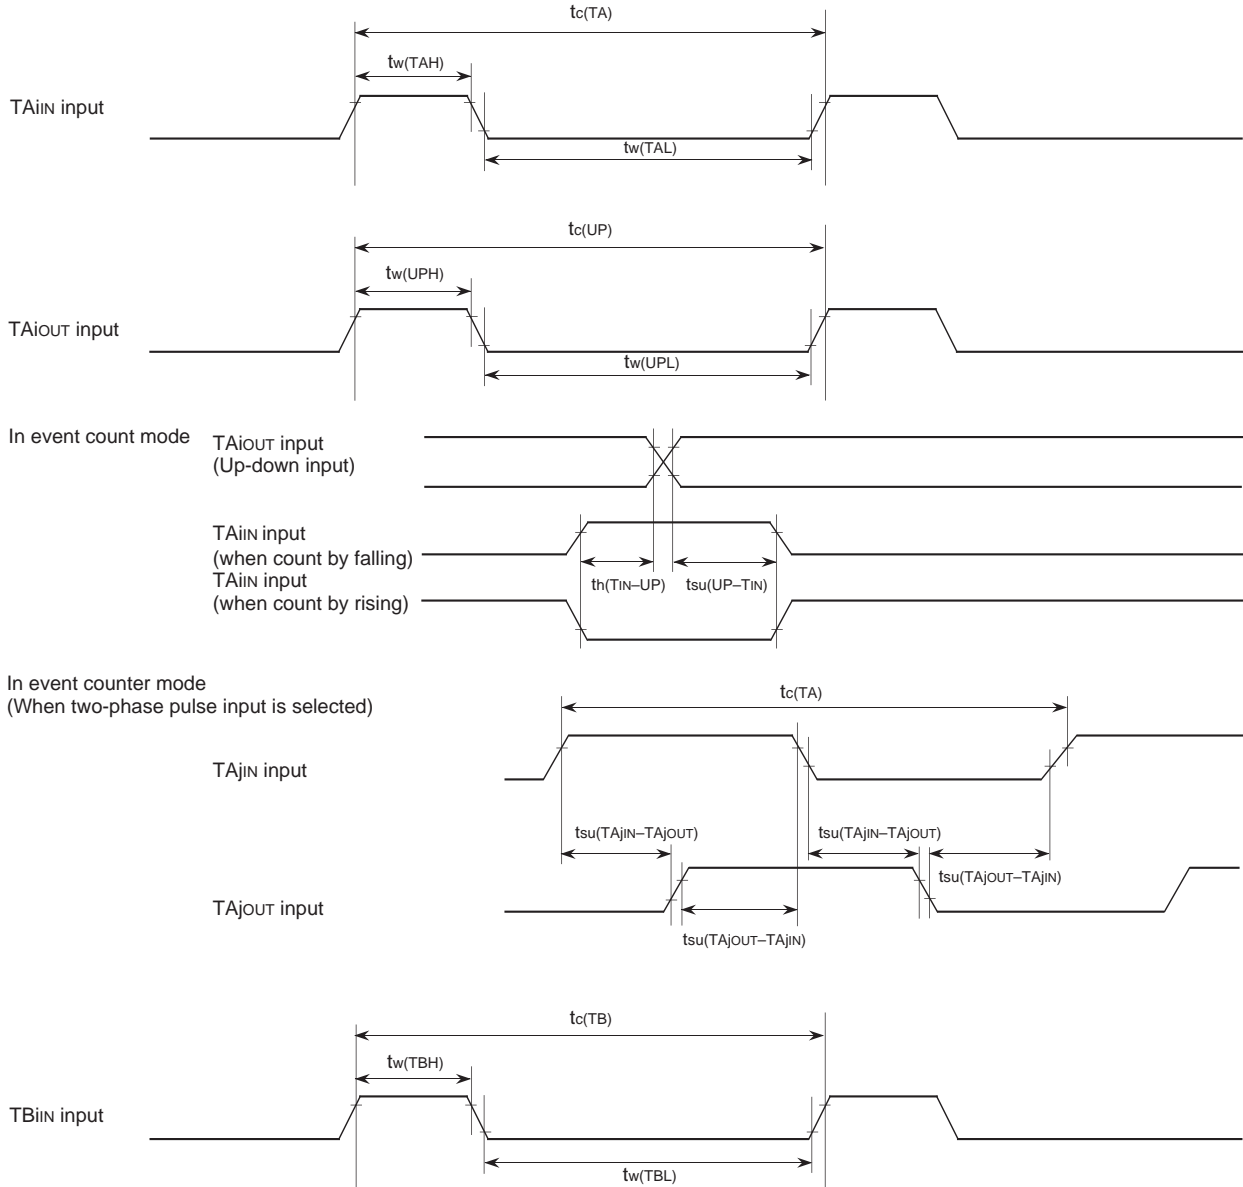 tc(TA)
tw(TAH)
TAiIN input
tw(TAL)
tc(UP)
tw(UPH)
TAiOUT input
tw(UPL)
In event count mode
TAiOUT input
(Up-down input)
TAiIN input
(when count by falling)
TAiIN input
(when count by rising)
th(TIN–UP)
tsu(UP–TIN)
In event counter mode
(When two-phase pulse input is selected)
tc(TA)
TAjIN input
tsu(TAjIN–TAjOUT)
tsu(TAjIN–TAjOUT)
tsu(TAjOUT–TAjIN)
TAjOUT input
tsu(TAjOUT–TAjIN)
tc(TB)
tw(TBH)
TBiIN input
tw(TBL)